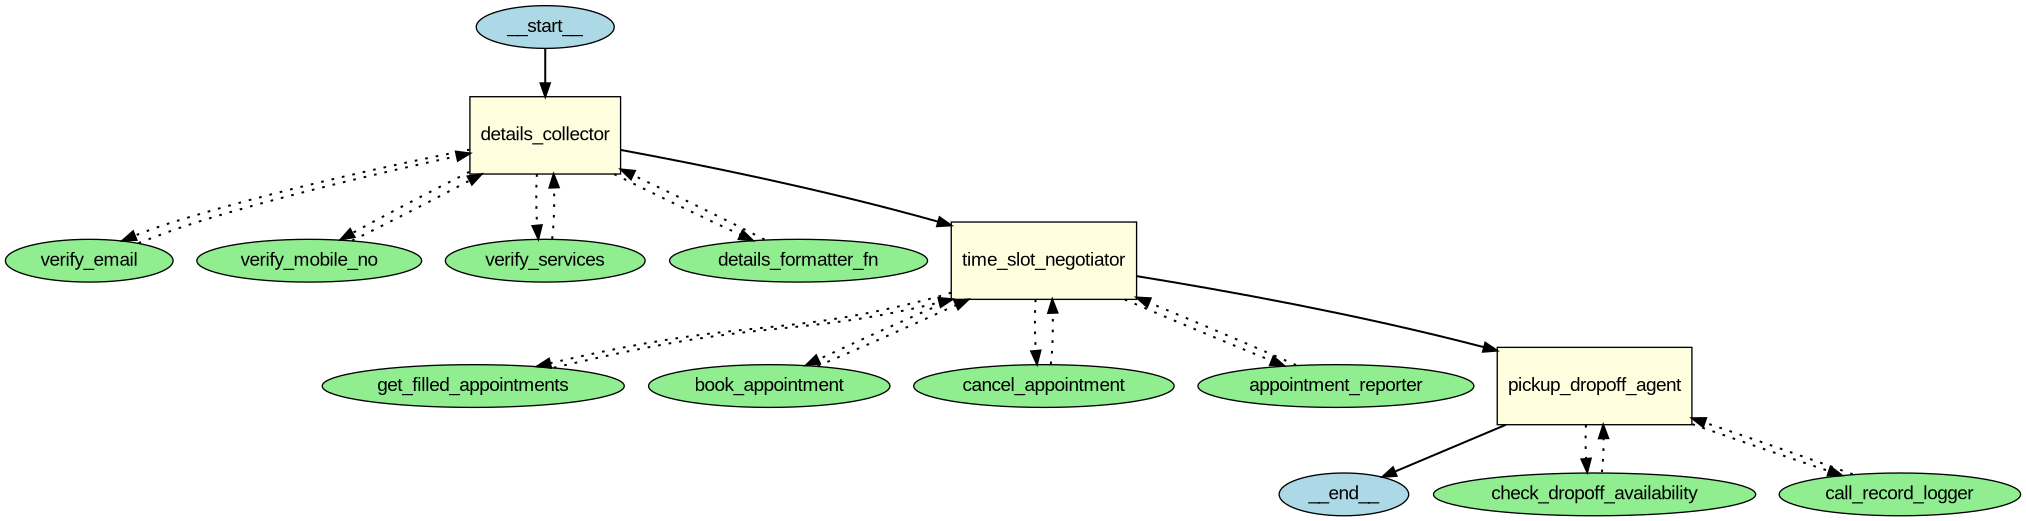 __start__
details_collector
verify_email
verify_mobile_no
verify_services
details_formatter_fn
time_slot_negotiator
get_filled_appointments
book_appointment
cancel_appointment
appointment_reporter
pickup_dropoff_agent
__end__
check_dropoff_availability
call_record_logger